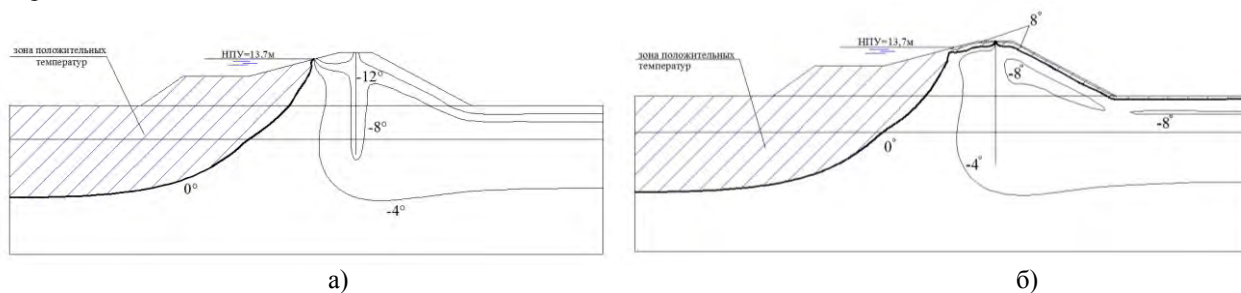 зона положительных
температур
НПУ=13.7м
-12°
-8°
0°
-4°
а)
зона положительных
температур
НПУ=13,7м
8°
-8°
-8°
0°
-4°
б)